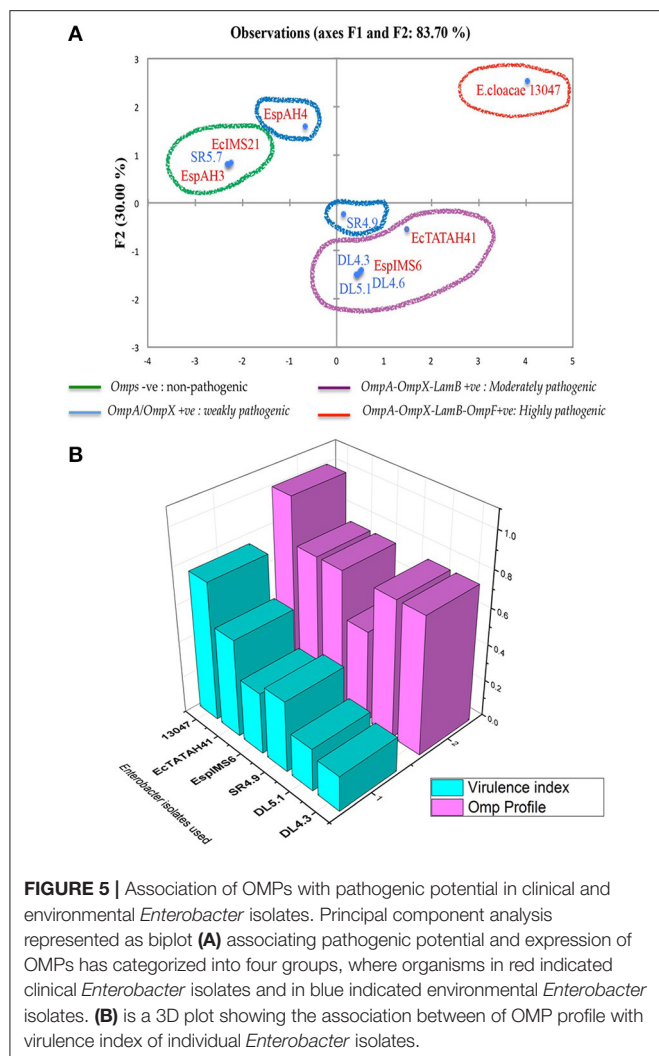 A
Observations (axes F1 and F2: 83.70 %)
3
2
1
0
-1
-2
-3
F2 (30.00 %)
E.cloacae 13047
EspAH4
EcIMS21
SR5.7
EspAH3
SR4.9
EcTATAH41
DL4.3
EspIMS6
DL5.1
DL4.6
-4 -3 -2 -1 0 1 2 3 4 5
Omps -ve : non-pathogenic
OmpA-OmpX-LamB +ve : Moderately pathogenic
OmpA/OmpX +ve : weakly pathogenic
OmpA-OmpX-LamB-OmpF+ve: Highly pathogenic
B
1.0
0.8
0.6
0.4
0.2
0.0
2
1
13047
EcTATAH41
EspIMS6
SR4.9
DL5.1
DL4.3
Enterobacter isolates used
Virulence index
Omp Profile
FIGURE 5 | Association of OMPs with pathogenic potential in clinical and
environmental Enterobacter isolates. Principal component analysis
represented as biplot (A) associating pathogenic potential and expression of
OMPs has categorized into four groups, where organisms in red indicated
clinical Enterobacter isolates and in blue indicated environmental Enterobacter
isolates. (B) is a 3D plot showing the association between of OMP profile with
virulence index of individual Enterobacter isolates.